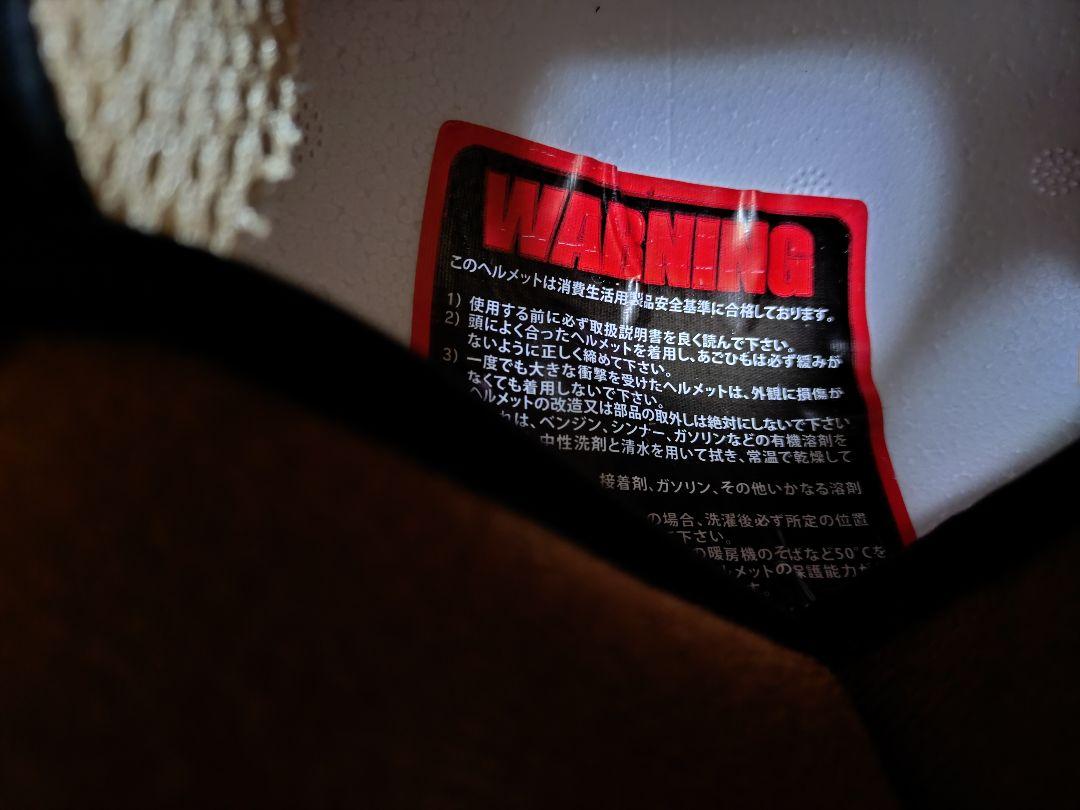 WARNING
このヘルメットは消費生活用製品安全基準に合格しております。
1) 使用する前に必ず取扱説明書を良く読んで下さい。
2) 頭によく合ったヘルメットを着用し、あごひもは必ず緩みが
ないように正しく締めて下さい。
3) 一度でも大きな衝撃を受けたヘルメットは、外観に損傷が
なくても着用しないで下さい。
ヘルメットの改造又は部品の取外しは絶対にしないで下さい
れは、ベンジン、シンナー、ガソリンなどの有機溶剤を
中性洗剤と清水を用いて拭き、常温で乾燥して
接着剤、ガソリン、その他いかなる溶剤
の場合、洗濯後必ず所定の位置
下さい。
の暖房機のそばなど50℃を
メットの保護能力が